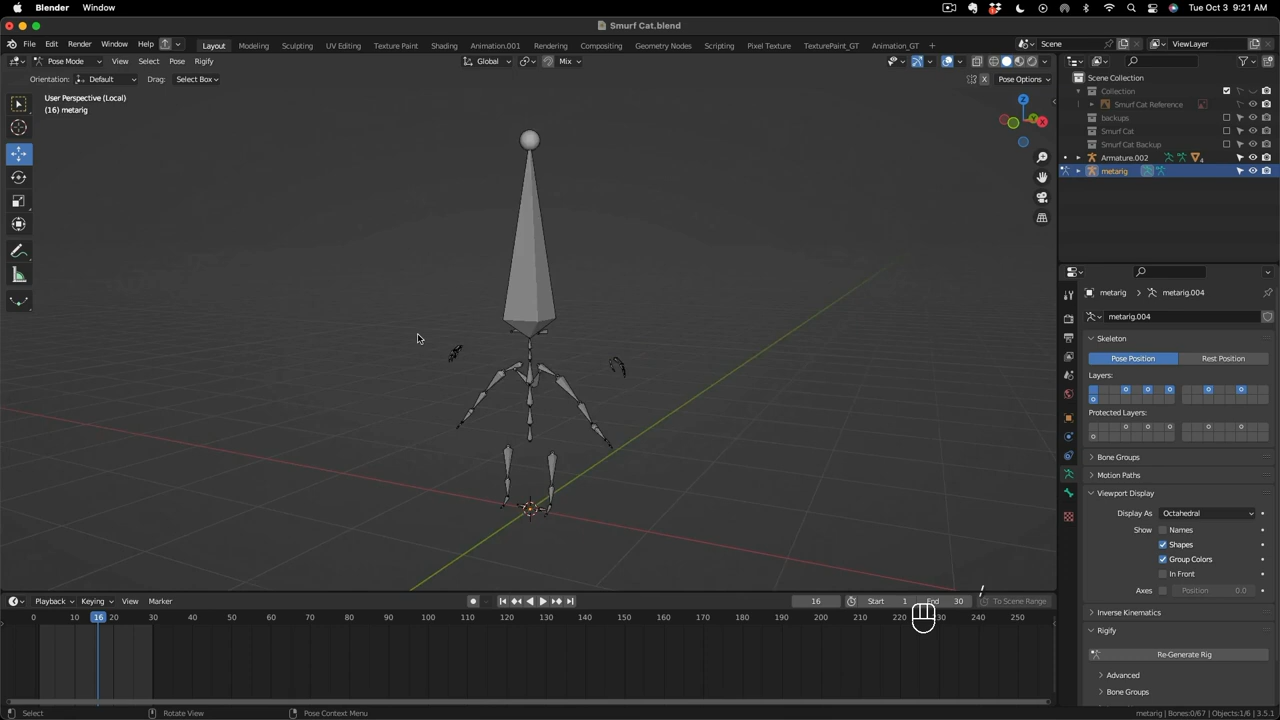 Blender Window Tue Oct 3 9:21 AM
Smurf Cat.blend
File Edit Render Window Help Layout Modeling Sculpting UV Editing Texture Paint Shading Animation.001 Rendering Compositing Geometry Nodes Scripting Pixel Texture TexturePaint_GT Animation_GT + Scene ViewLayer
Pose Mode View Select Pose Rigify Global Mix
Orientation: Default Drag: Select Box X Pose Options
User Perspective (Local)
(16) metarig
Z
Y
X
Scene Collection
Collection
Smurf Cat Reference
backups
Smurf Cat
Smurf Cat Backup
Armature.002 4
metarig
metarig metarig.004
metarig.004
Skeleton
Pose Position Rest Position
Layers:
Protected Layers:
Bone Groups
Motion Paths
Viewport Display
Display As Octahedral
Show Names
Shapes
Group Colors
In Front
Axes Position 0.0
Inverse Kinematics
Rigify
Re-Generate Rig
Advanced
Bone Groups
/
Playback Keying View Marker 16 Start 1 End 30 To Scene Range
0 10 16 20 30 40 50 60 70 80 90 100 110 120 130 140 150 160 170 180 190 200 210 220 230 240 250
Select Rotate View Pose Context Menu metarig | Bones:0/67 | Objects:1/6 | 3.5.1